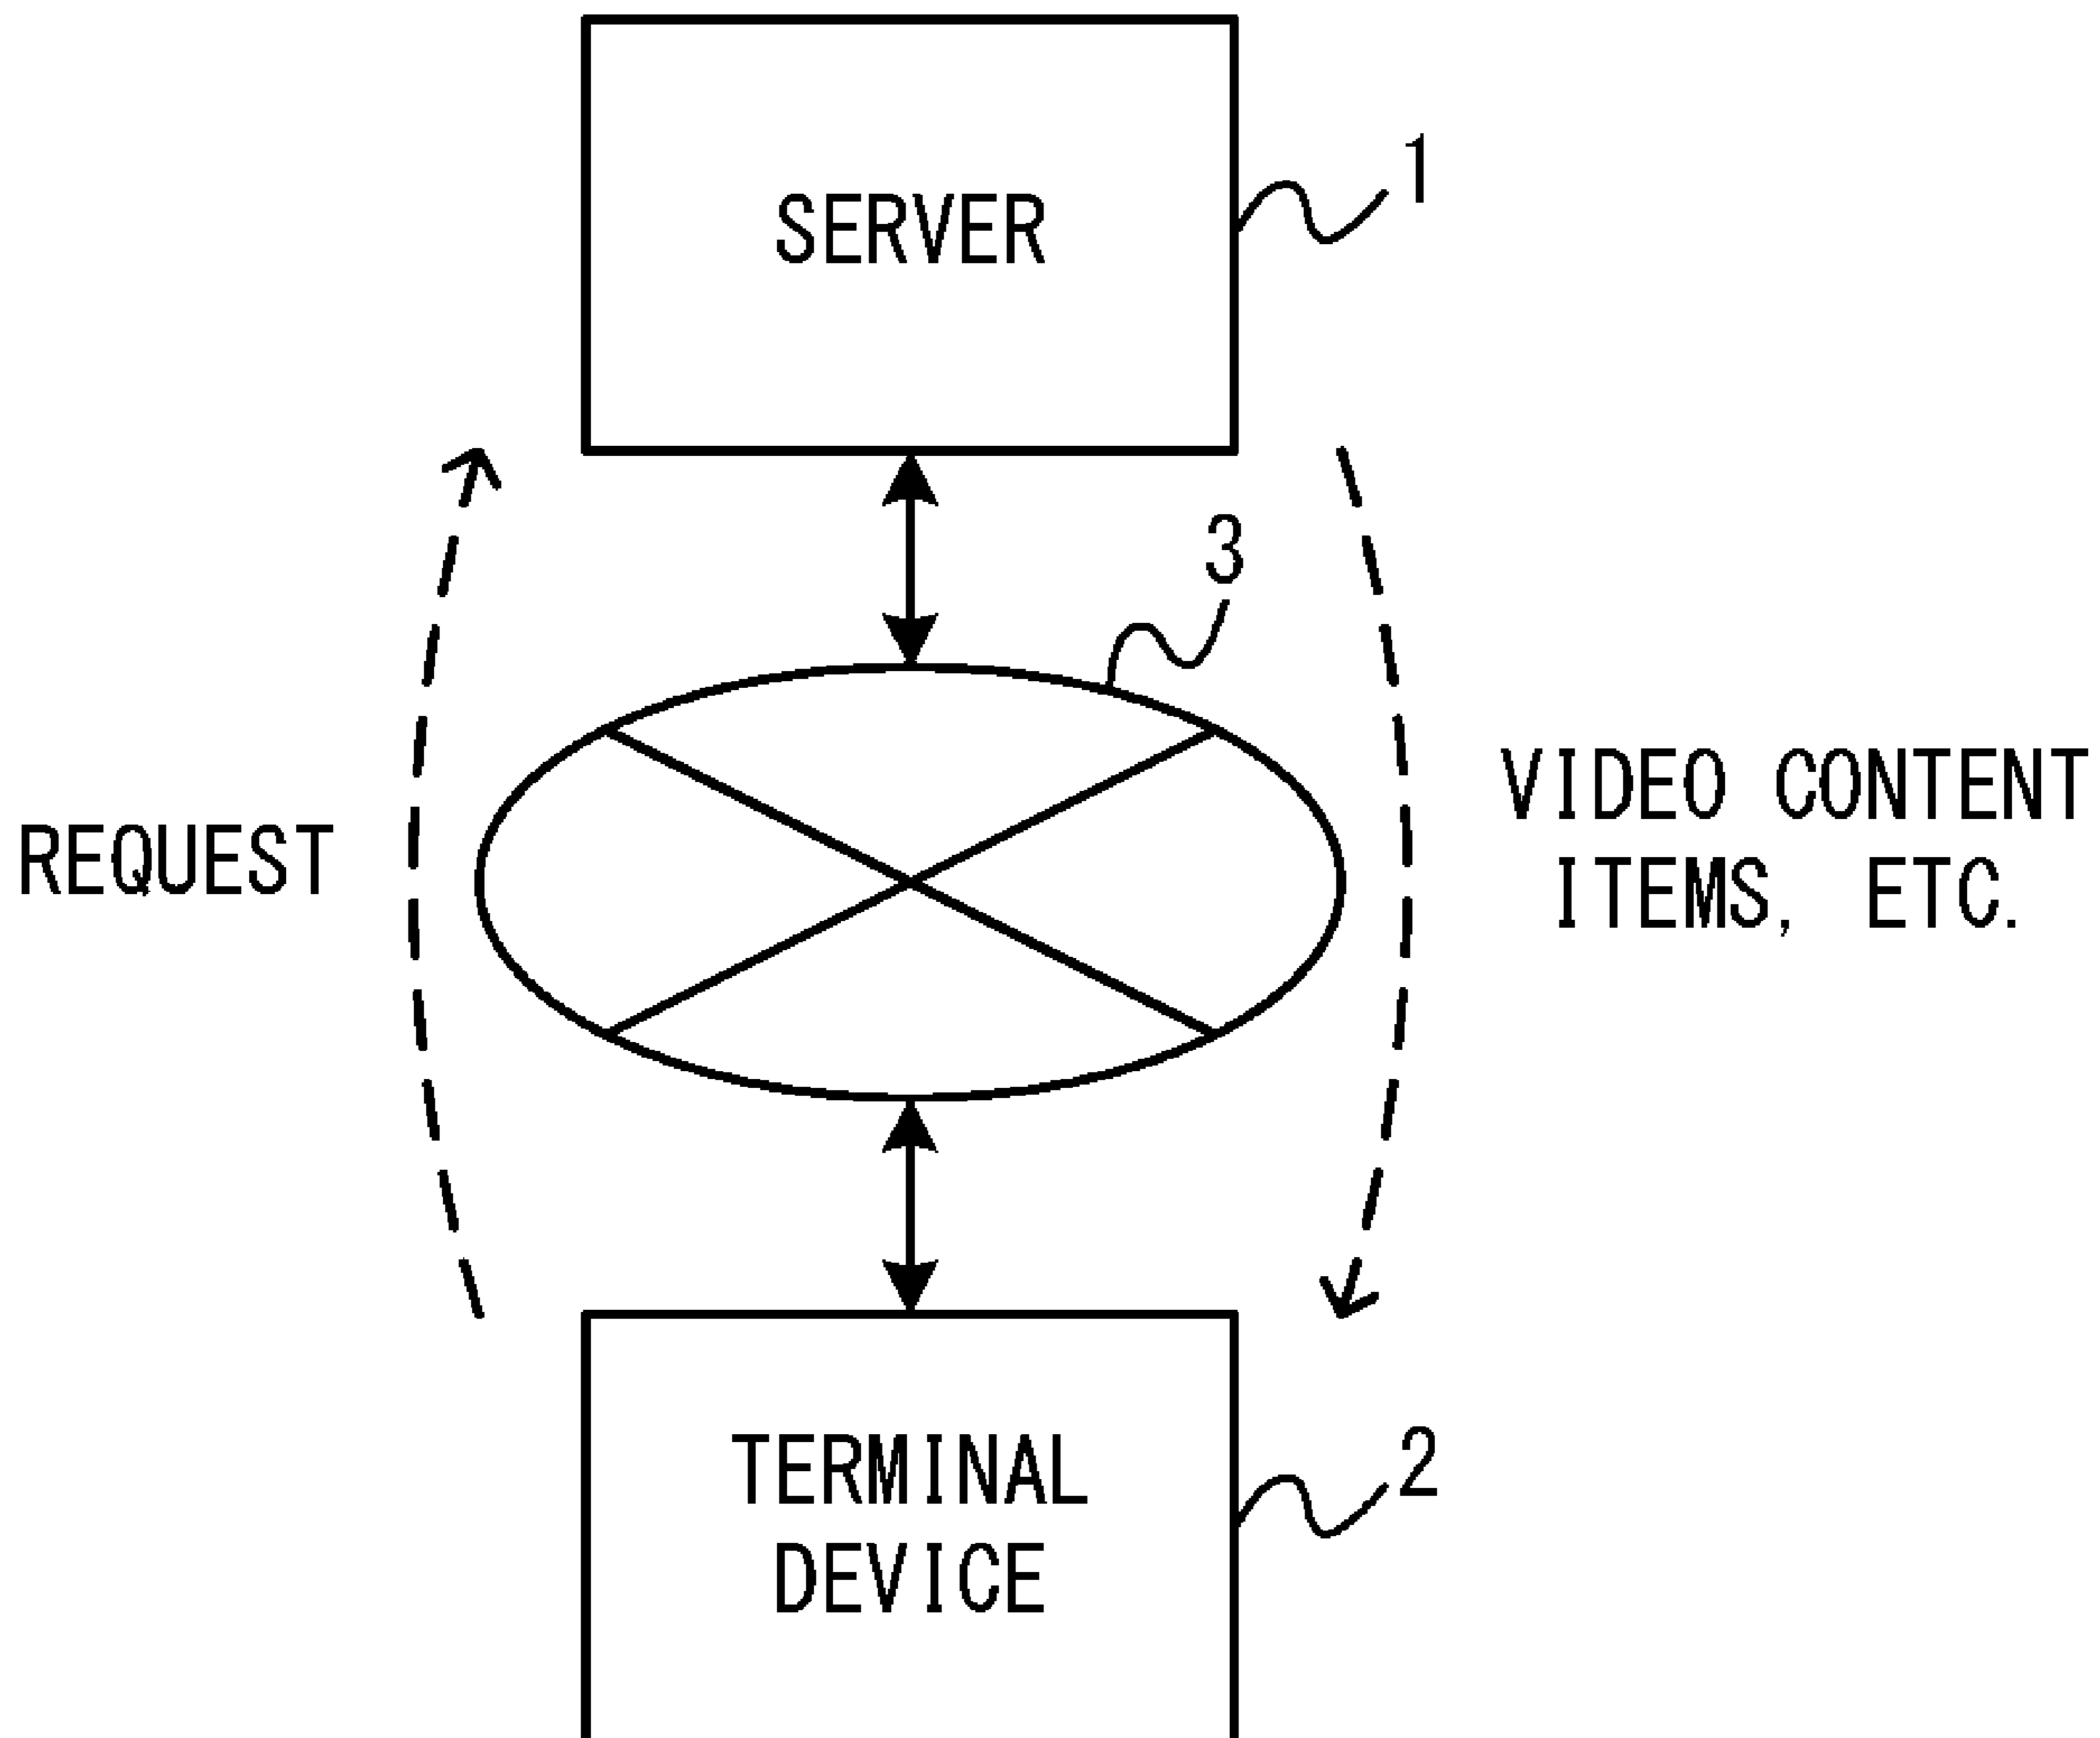 SERVER
1
3
REQUEST
VIDEO CONTENT
ITEMS, ETC.
TERMINAL
DEVICE
2